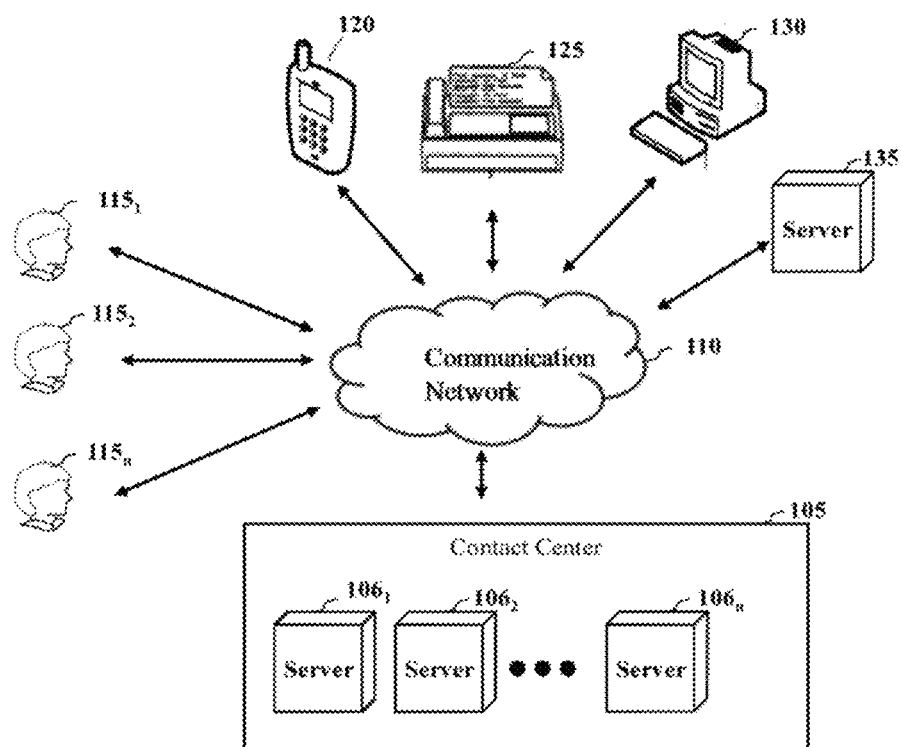 120
125
130
135
Server
115₁
115₂
115ₙ
Communication
Network
110
105
Contact Center
106₁
106₂
106ₙ
Server
Server
Server